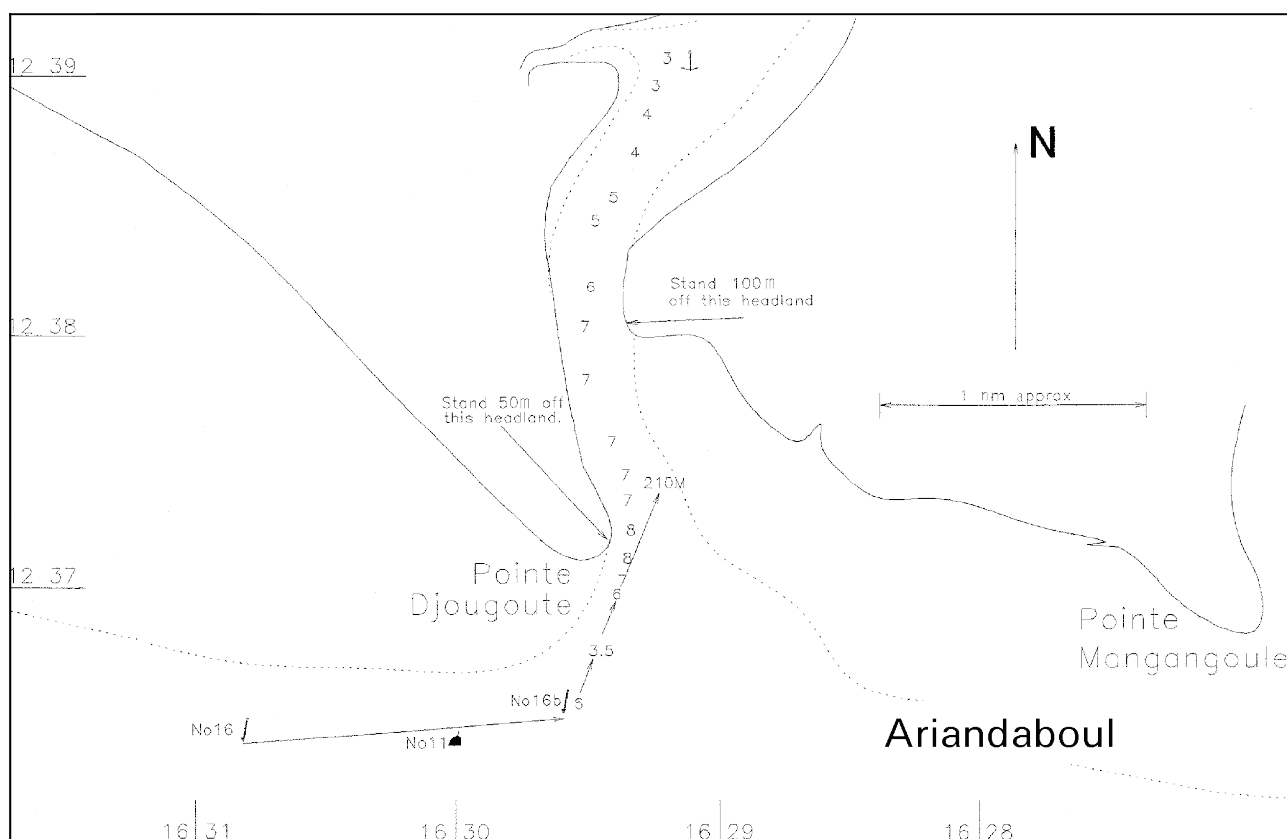 12 39
3
3
4
4
N
5
5
6
Stand 100m
off this headland
12 38
7
7
Stand 50m off
this headland.
1 nm approx
7
7
210M
7
8
8
12 37
Pointe
Djougoute
7
6
Pointe
Mangangoule
3.5
No16
No16b
6
No11
Ariandaboul
16 31
16 30
16 29
16 28